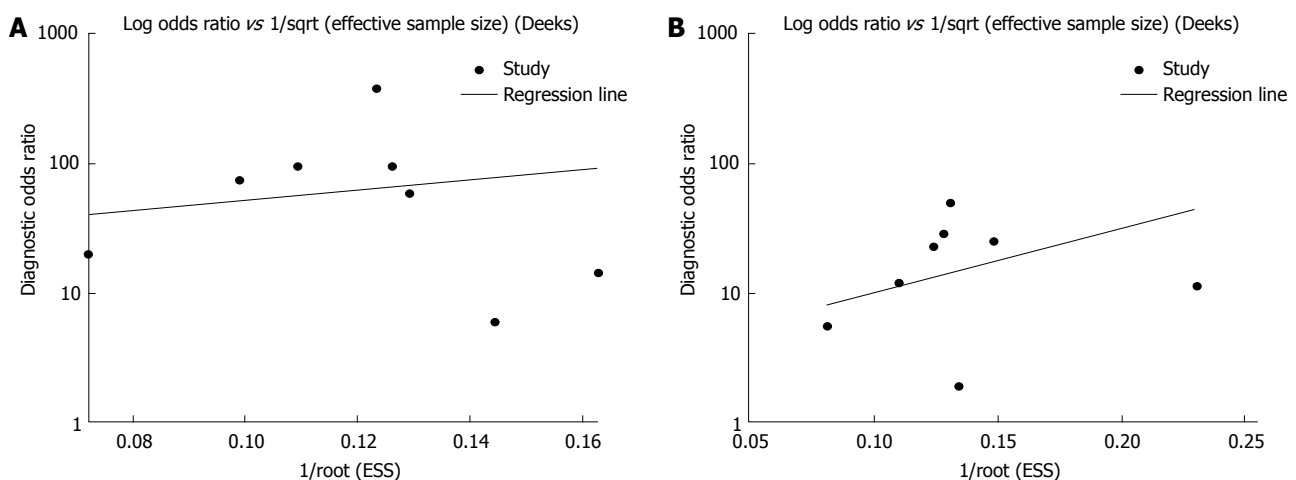 A
Log odds ratio vs 1/sqrt (effective sample size) (Deeks)
1000
100
10
1
Diagnostic odds ratio
Study
Regression line
0.08 0.10 0.12 0.14 0.16
1/root (ESS)
B
Log odds ratio vs 1/sqrt (effective sample size) (Deeks)
1000
100
10
1
Diagnostic odds ratio
Study
Regression line
0.05 0.10 0.15 0.20 0.25
1/root (ESS)